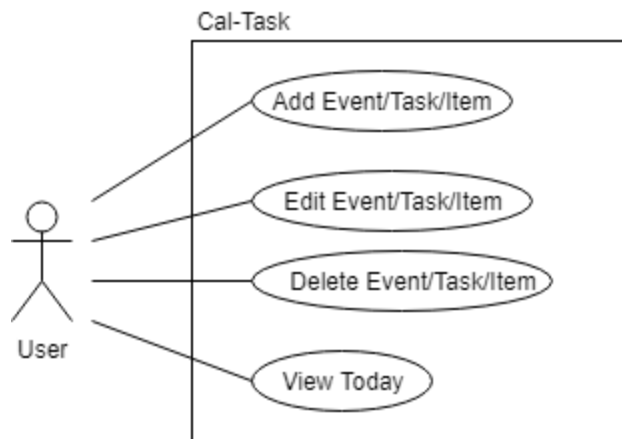 Cal-Task
Add Event/Task/Item
Edit Event/Task/Item
Delete Event/Task/Item
User
View Today